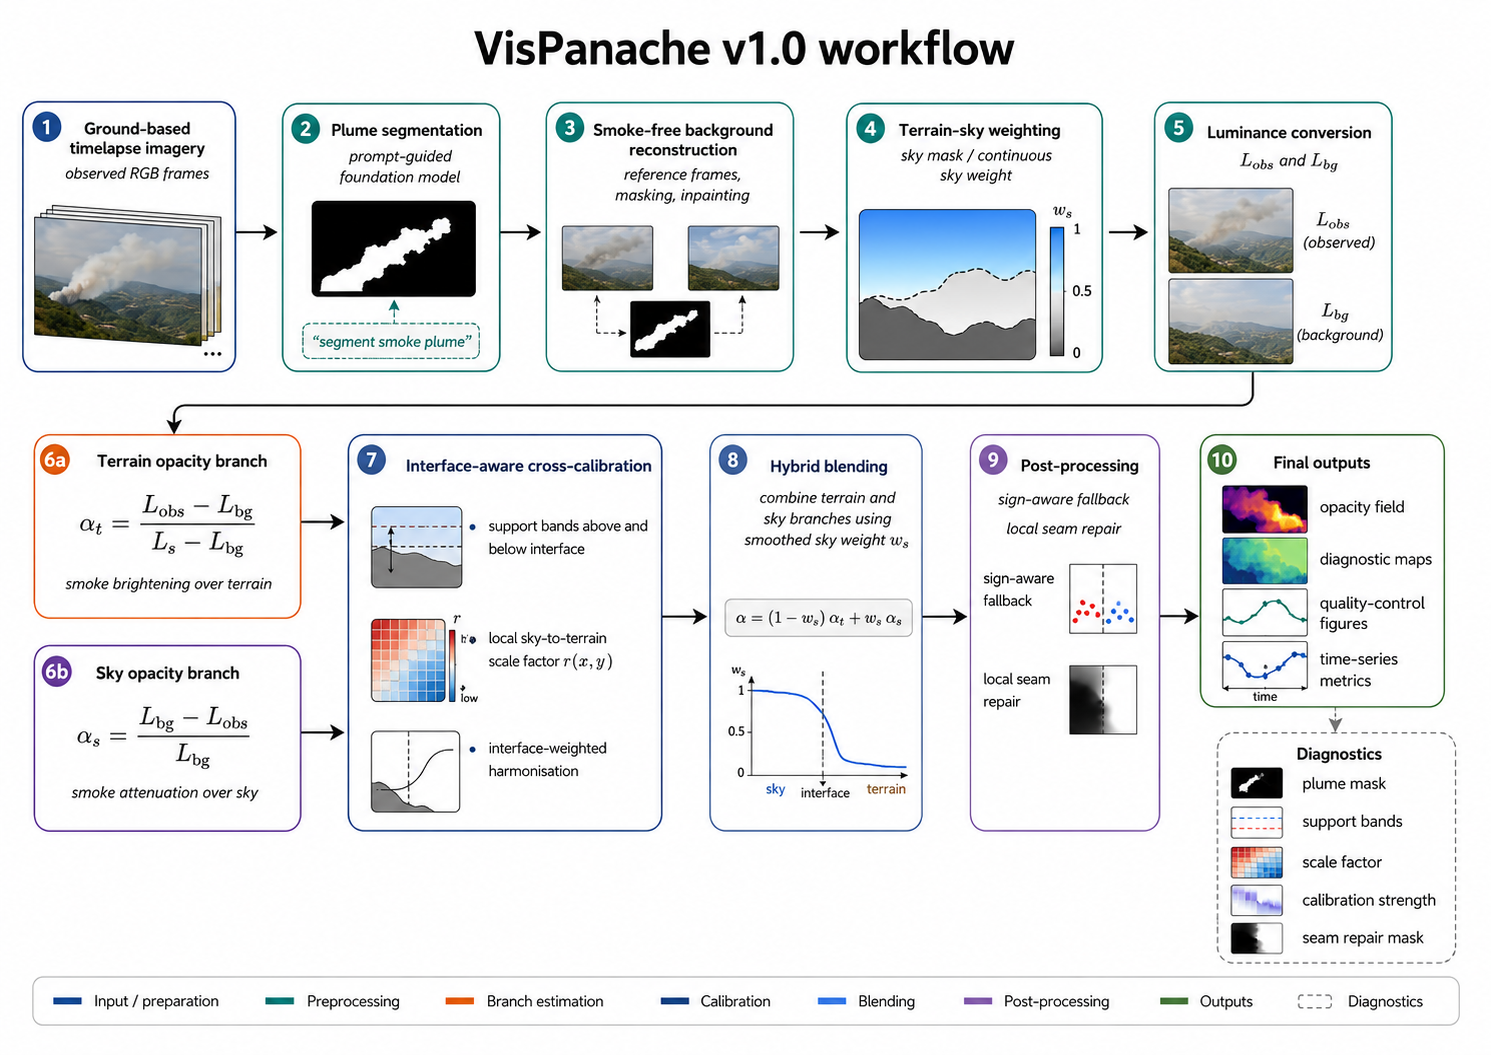 VisPanache v1.0 workflow
1
Ground-based
timelapse imagery
observed RGB frames
...
2
Plume segmentation
prompt-guided
foundation model
“segment smoke plume”
3
Smoke-free background
reconstruction
reference frames,
masking, inpainting
4
Terrain-sky weighting
sky mask / continuous
sky weight
w_s
1
0.5
0
5
Luminance conversion
L_obs and L_bg
L_obs
(observed)
L_bg
(background)
6a
Terrain opacity branch
α_t = (L_obs − L_bg) / (L_s − L_bg)
smoke brightening over terrain
6b
Sky opacity branch
α_s = (L_bg − L_obs) / L_bg
smoke attenuation over sky
7
Interface-aware cross-calibration
support bands above and
below interface
r
low
local sky-to-terrain
scale factor r(x, y)
interface-weighted
harmonisation
8
Hybrid blending
combine terrain and
sky branches using
smoothed sky weight w_s
α = (1 − w_s) α_t + w_s α_s
w_s
1
0.5
0
sky
interface
terrain
9
Post-processing
sign-aware fallback
local seam repair
sign-aware
fallback
local seam
repair
10
Final outputs
opacity field
diagnostic maps
quality-control
figures
time-series
metrics
time
Diagnostics
plume mask
support bands
scale factor
calibration strength
seam repair mask
Input / preparation
Preprocessing
Branch estimation
Calibration
Blending
Post-processing
Outputs
Diagnostics